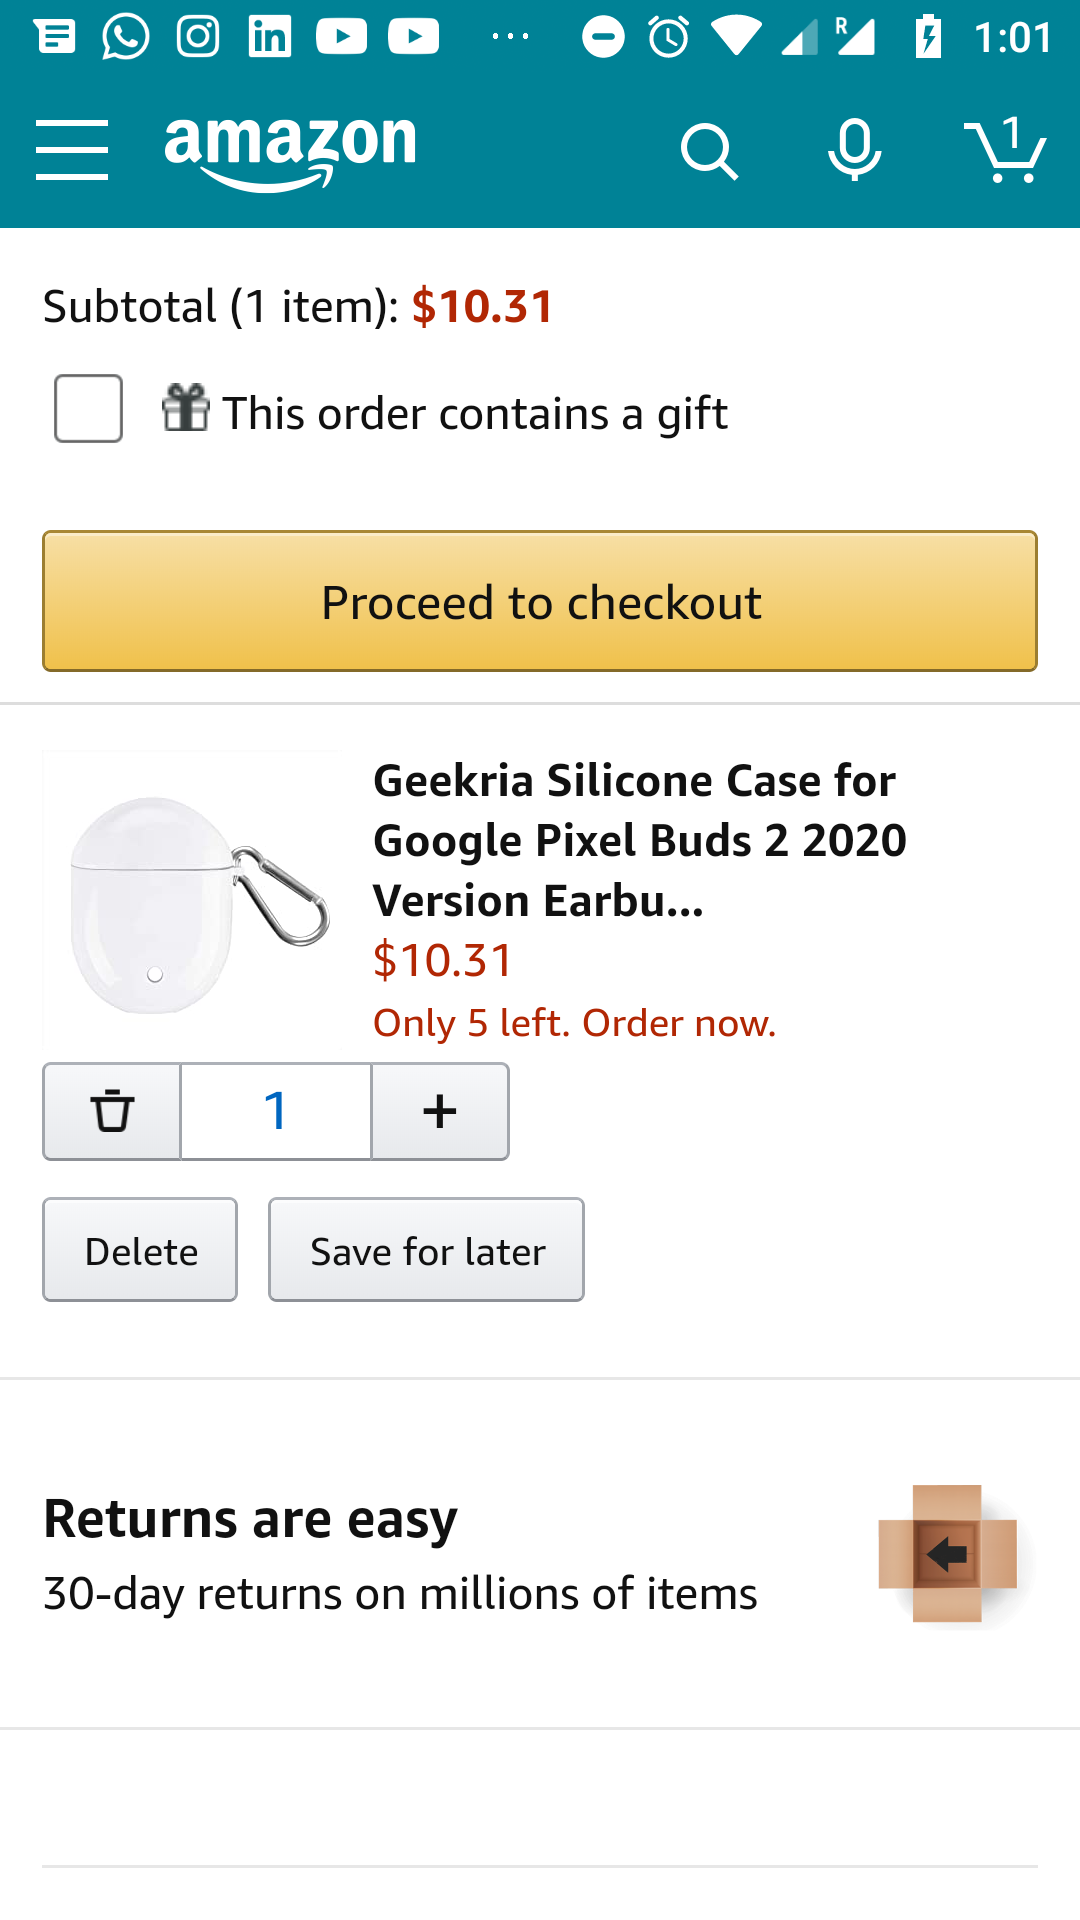 in
R
1:01
amazon
1
Subtotal (1 item): $10.31
This order contains a gift
Proceed to checkout
Geekria Silicone Case for
Google Pixel Buds 2 2020
Version Earbu...
$10.31
Only 5 left. Order now.
1 +
Delete Save for later
Returns are easy
30-day returns on millions of items